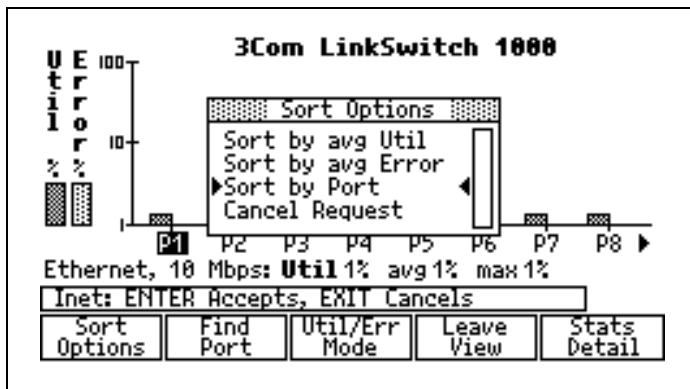 3Com LinkSwitch 1000
Util %
Error %
100
10
1
Sort Options
Sort by avg Util
Sort by avg Error
Sort by Port
Cancel Request
P1 P2 P3 P4 P5 P6 P7 P8
Ethernet, 10 Mbps: Util 1% avg 1% max 1%
Inet: ENTER Accepts, EXIT Cancels
Sort Options
Find Port
Util/Err Mode
Leave View
Stats Detail